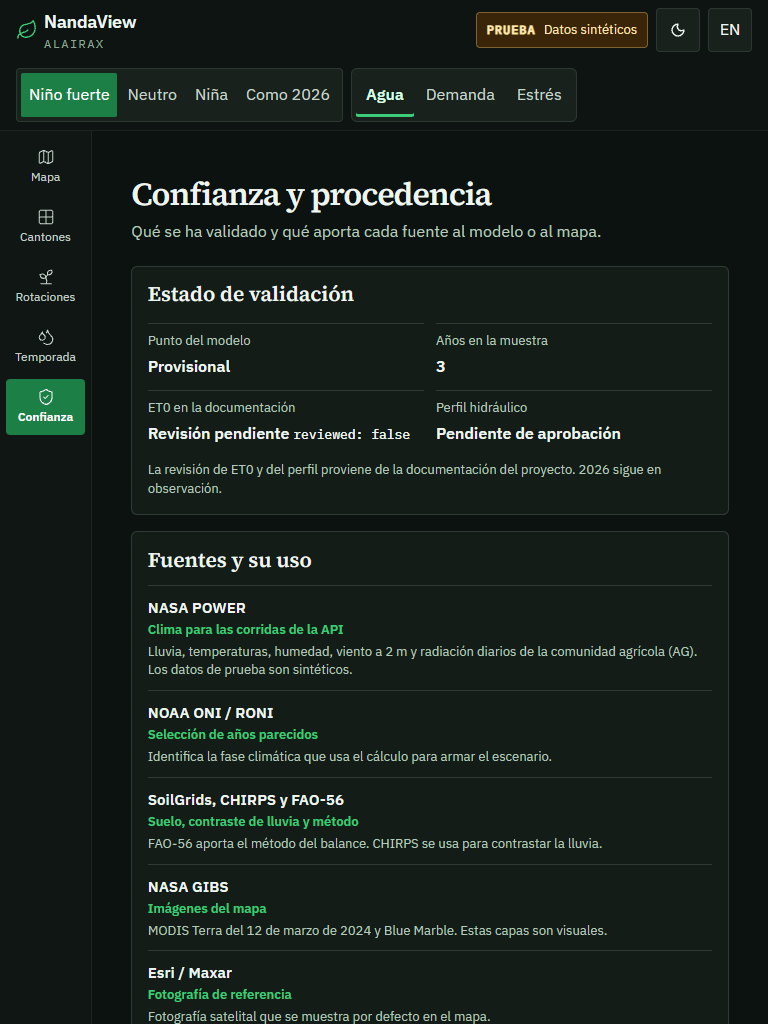 NandaView
ALAIRAX
PRUEBA Datos sintéticos
EN
Niño fuerte Neutro Niña Como 2026
Agua Demanda Estrés
Mapa
Cantones
Rotaciones
Temporada
Confianza
Confianza y procedencia
Qué se ha validado y qué aporta cada fuente al modelo o al mapa.
Estado de validación
Punto del modelo
Provisional
Años en la muestra
3
ET0 en la documentación
Revisión pendiente reviewed: false
Perfil hidráulico
Pendiente de aprobación
La revisión de ET0 y del perfil proviene de la documentación del proyecto. 2026 sigue en
observación.
Fuentes y su uso
NASA POWER
Clima para las corridas de la API
Lluvia, temperaturas, humedad, viento a 2 m y radiación diarios de la comunidad agrícola (AG).
Los datos de prueba son sintéticos.
NOAA ONI / RONI
Selección de años parecidos
Identifica la fase climática que usa el cálculo para armar el escenario.
SoilGrids, CHIRPS y FAO-56
Suelo, contraste de lluvia y método
FAO-56 aporta el método del balance. CHIRPS se usa para contrastar la lluvia.
NASA GIBS
Imágenes del mapa
MODIS Terra del 12 de marzo de 2024 y Blue Marble. Estas capas son visuales.
Esri / Maxar
Fotografía de referencia
Fotografía satelital que se muestra por defecto en el mapa.